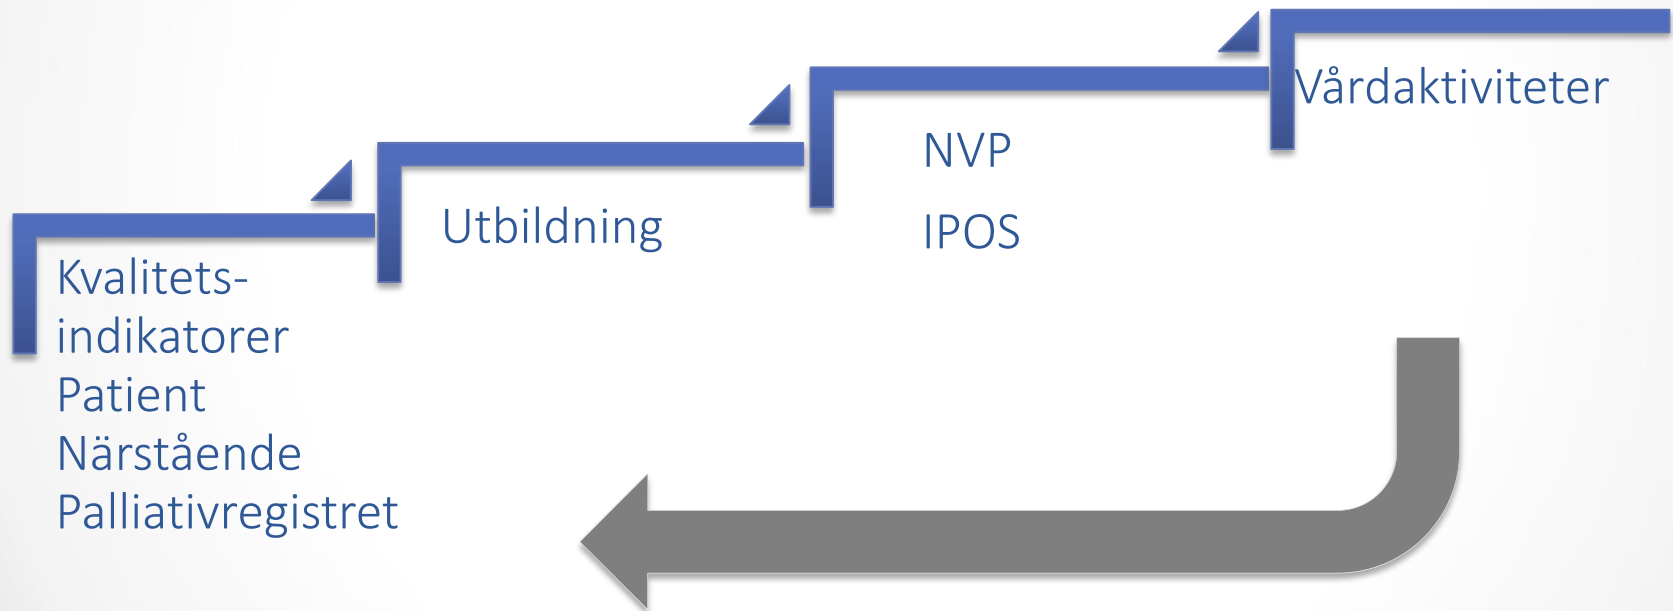 Kvalitets-
indikatorer
Patient
Närstående
Palliativregistret
Utbildning
NVP
IPOS
Vårdaktiviteter